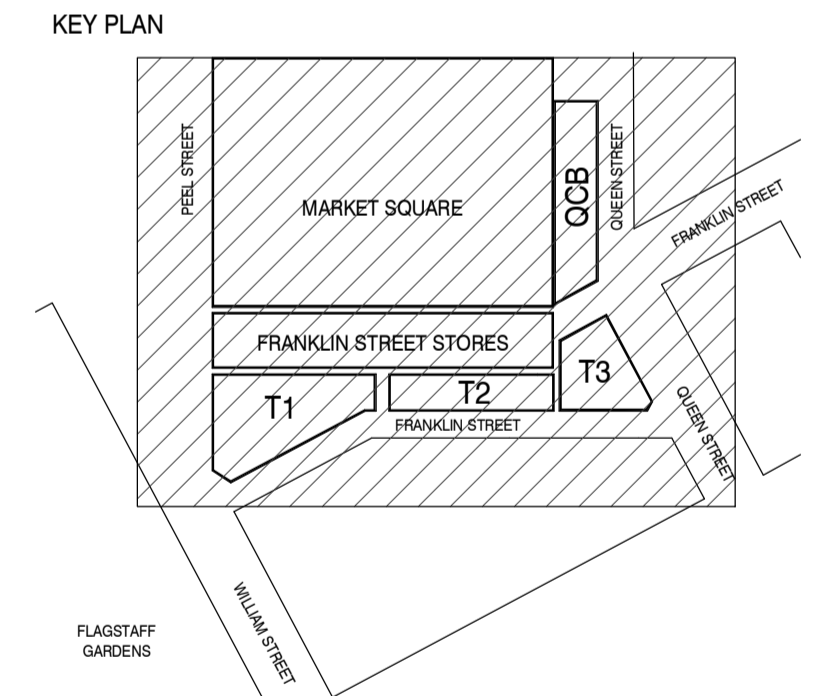 KEY PLAN
PEEL STREET
MARKET SQUARE
QCB
QUEEN STREET
FRANKLIN STREET
FRANKLIN STREET STORES
T1
T2
T3
FRANKLIN STREET
QUEEN STREET
WILLIAM STREET
FLAGSTAFF
GARDENS